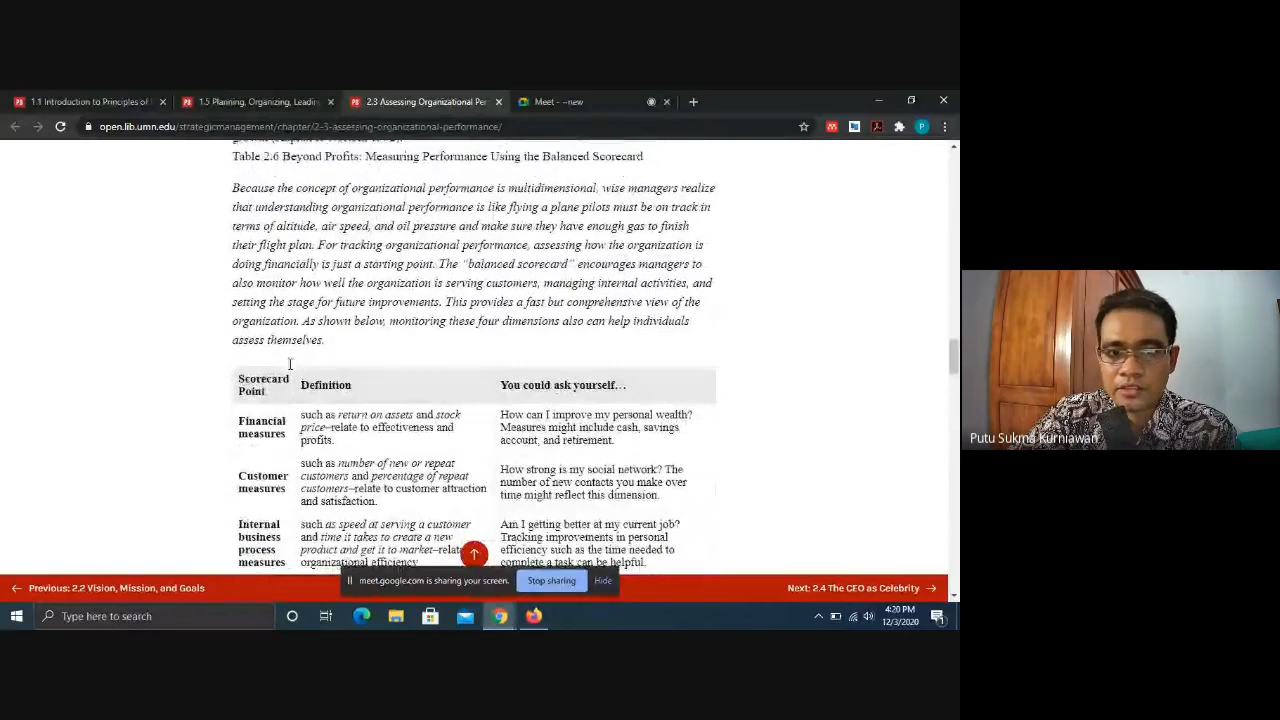 1.1 Introduction to Principles of
1.5 Planning, Organizing, Leadin
2.3 Assessing Organizational Per
Meet - --new
open.lib.umn.edu/strategicmanagement/chapter/2-3-assessing-organizational-performance/
P
Table 2.6 Beyond Profits: Measuring Performance Using the Balanced Scorecard
Because the concept of organizational performance is multidimensional, wise managers realize
that understanding organizational performance is like flying a plane pilots must be on track in
terms of altitude, air speed, and oil pressure and make sure they have enough gas to finish
their flight plan. For tracking organizational performance, assessing how the organization is
doing financially is just a starting point. The “balanced scorecard” encourages managers to
also monitor how well the organization is serving customers, managing internal activities, and
setting the stage for future improvements. This provides a fast but comprehensive view of the
organization. As shown below, monitoring these four dimensions also can help individuals
assess themselves.
Scorecard
Point
Definition
You could ask yourself…
Financial
measures
such as return on assets and stock
price–relate to effectiveness and
profits.
How can I improve my personal wealth?
Measures might include cash, savings
account, and retirement.
Customer
measures
such as number of new or repeat
customers and percentage of repeat
customers–relate to customer attraction
and satisfaction.
How strong is my social network? The
number of new contacts you make over
time might reflect this dimension.
Internal
business
process
measures
such as speed at serving a customer
and time it takes to create a new
product and get it to market–relat
organizational efficiency
Am I getting better at my current job?
Tracking improvements in personal
efficiency such as the time needed to
complete a task can be helpful.
meet.google.com is sharing your screen.
Stop sharing
Hide
Previous: 2.2 Vision, Mission, and Goals
Next: 2.4 The CEO as Celebrity
Type here to search
4:20 PM
12/3/2020
1
Putu Sukma Kurniawan